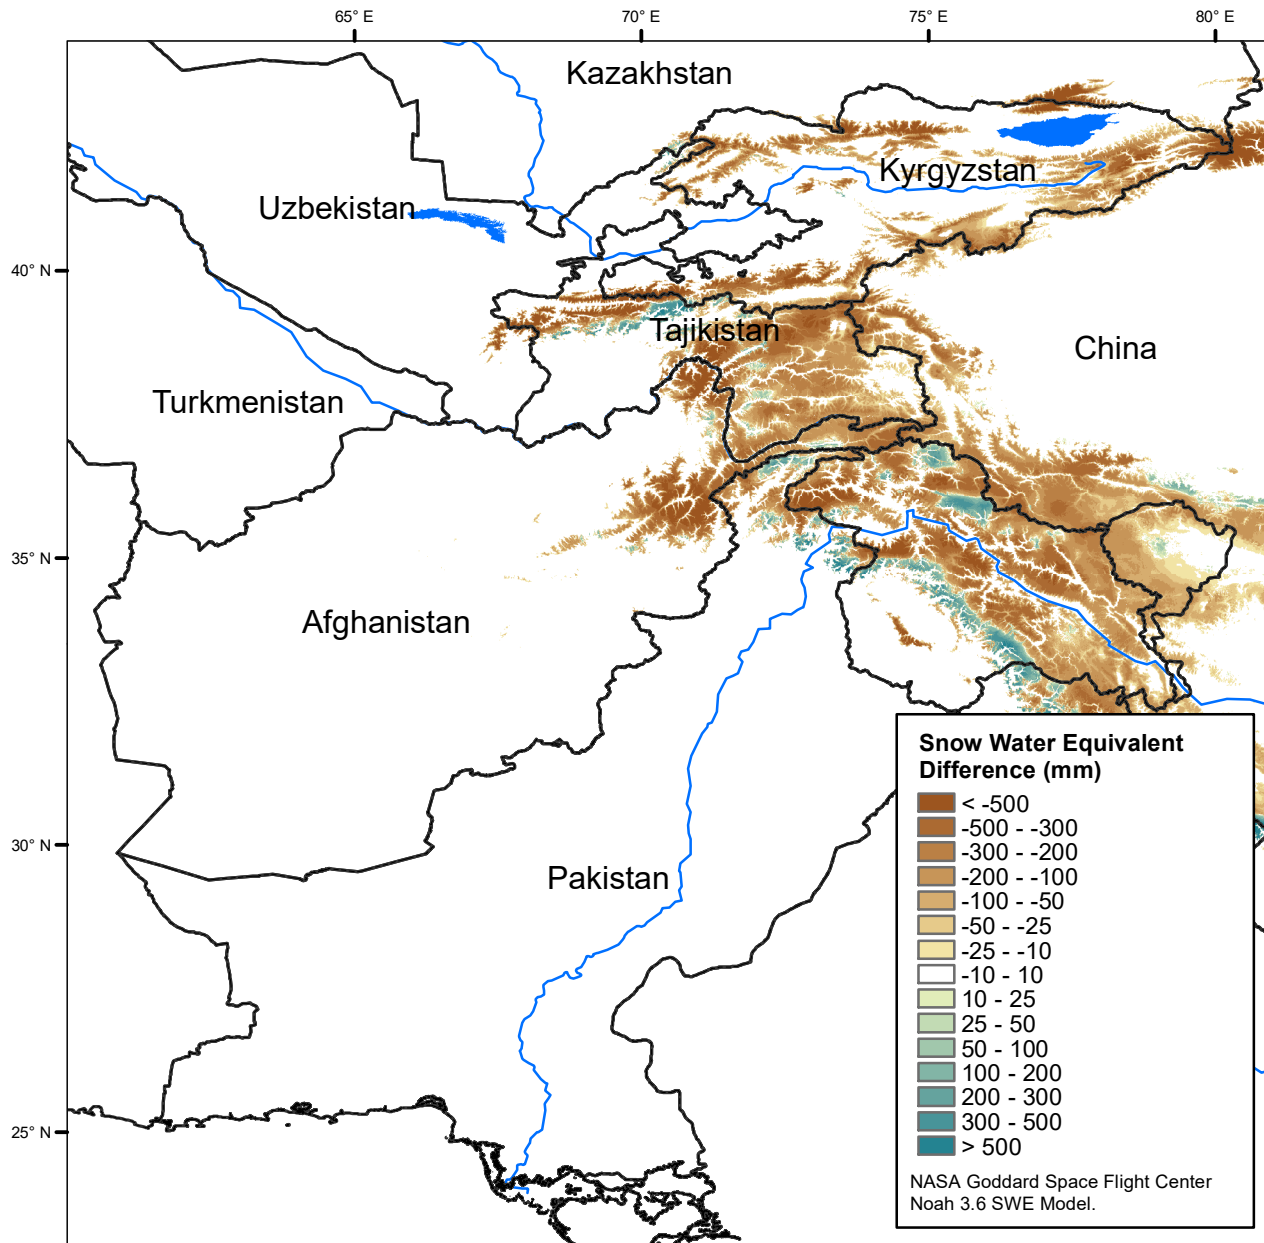 65° E
70° E
75° E
80° E
Kazakhstan
Kyrgyzstan
Uzbekistan
40° N
Tajikistan
China
Turkmenistan
35° N
Afghanistan
30° N
Pakistan
25° N
Snow Water Equivalent
Difference (mm)
< -500
-500 - -300
-300 - -200
-200 - -100
-100 - -50
-50 - -25
-25 - -10
-10 - 10
10 - 25
25 - 50
50 - 100
100 - 200
200 - 300
300 - 500
> 500
NASA Goddard Space Flight Center
Noah 3.6 SWE Model.